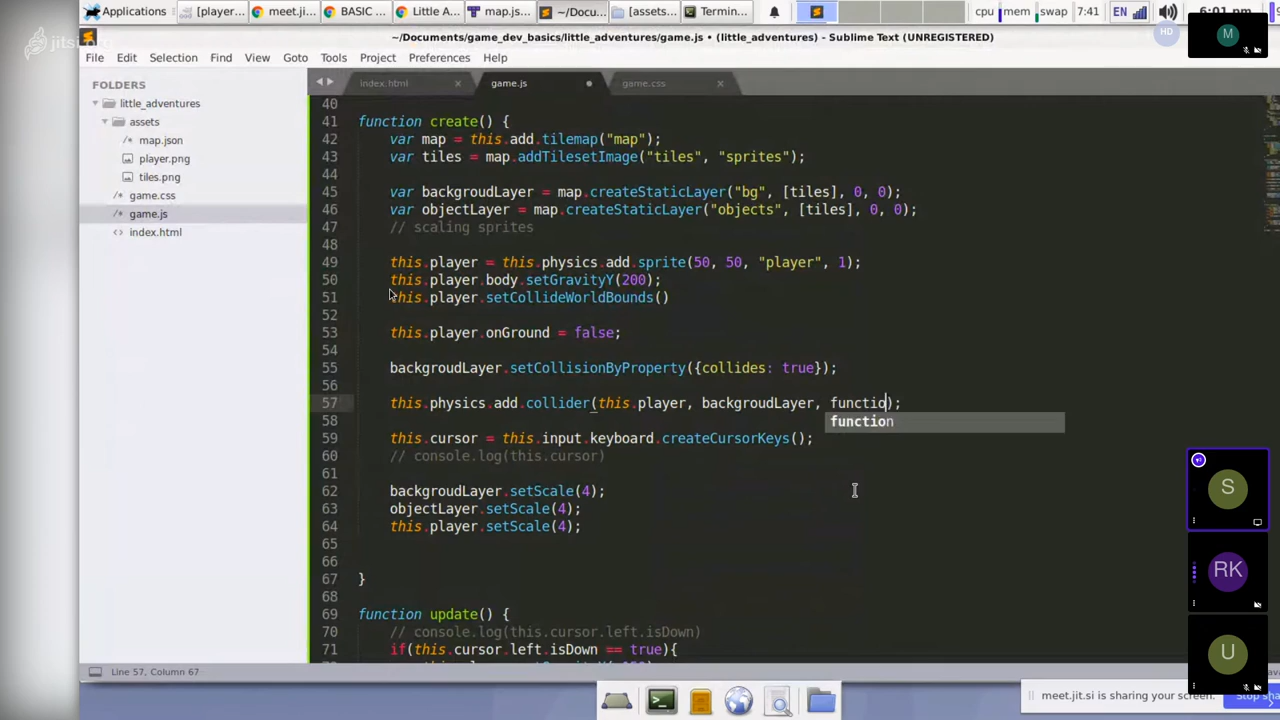 Applications
[player...
meet.ji...
BASIC ...
Little A...
map.js...
~/Docu...
[assets...
Termin...
cpu
mem
swap
7:41
EN
6:01 pm
jitsi.org
~/Documents/game_dev_basics/little_adventures/game.js • (little_adventures) - Sublime Text (UNREGISTERED)
HD
M
File Edit Selection Find View Goto Tools Project Preferences Help
FOLDERS
little_adventures
assets
map.json
player.png
tiles.png
game.css
game.js
index.html
index.html
game.js
game.css
40
41 function create() {
42 var map = this.add.tilemap("map");
43 var tiles = map.addTilesetImage("tiles", "sprites");
44
45 var backgroudLayer = map.createStaticLayer("bg", [tiles], 0, 0);
46 var objectLayer = map.createStaticLayer("objects", [tiles], 0, 0);
47 // scaling sprites
48
49 this.player = this.physics.add.sprite(50, 50, "player", 1);
50 this.player.body.setGravityY(200);
51 this.player.setCollideWorldBounds()
52
53 this.player.onGround = false;
54
55 backgroudLayer.setCollisionByProperty({collides: true});
56
57 this.physics.add.collider(this.player, backgroudLayer, functio);
function
58
59 this.cursor = this.input.keyboard.createCursorKeys();
60 // console.log(this.cursor)
61
62 backgroudLayer.setScale(4);
63 objectLayer.setScale(4);
64 this.player.setScale(4);
65
66
67 }
68
69 function update() {
70 // console.log(this.cursor.left.isDown)
71 if(this.cursor.left.isDown == true){
S
RK
U
Line 57, Column 67
meet.jit.si is sharing your screen.